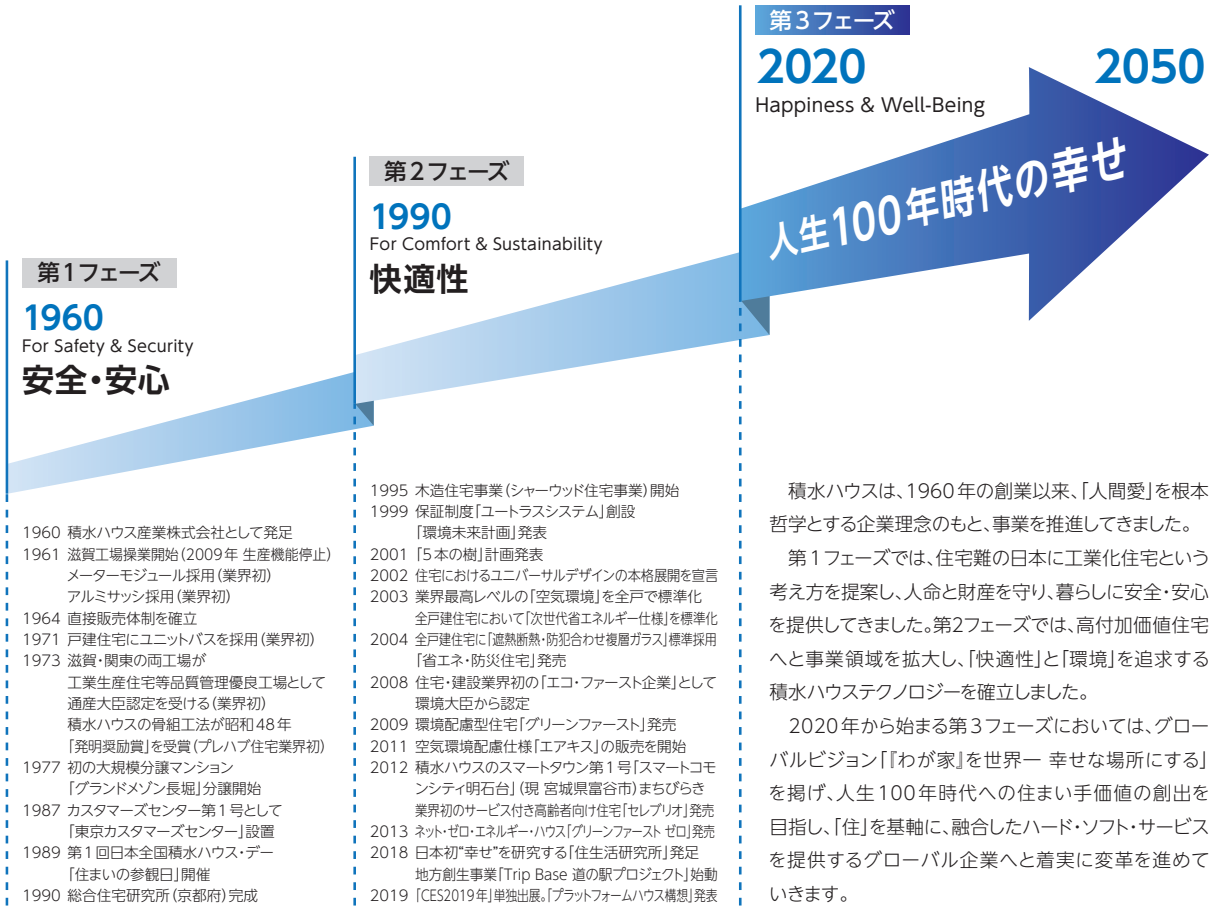 第1フェーズ
1960
For Safety & Security
安全・安心
1960 積水ハウス産業株式会社として発足
1961 滋賀工場操業開始(2009年 生産機能停止)
メーターモジュール採用(業界初)
アルミサッシ採用(業界初)
1964 直接販売体制を確立
1971 戸建住宅にユニットバスを採用(業界初)
1973 滋賀・関東の両工場が
工業生産住宅等品質管理優良工場として
通産大臣認定を受ける(業界初)
積水ハウスの骨組工法が昭和48年
「発明奨励賞」を受賞(プレハブ住宅業界初)
1977 初の大規模分譲マンション
「グランドメゾン長堀」分譲開始
1987 カスタマーズセンター第1号として
「東京カスタマーズセンター」設置
1989 第1回日本全国積水ハウス・デー
「住まいの参観日」開催
1990 総合住宅研究所(京都府)完成
第2フェーズ
1990
For Comfort & Sustainability
快適性
1995 木造住宅事業(シャーウッド住宅事業)開始
1999 保証制度「ユートラスシステム」創設
「環境未来計画」発表
2001 「5本の樹」計画発表
2002 住宅におけるユニバーサルデザインの本格展開を宣言
2003 業界最高レベルの「空気環境」を全戸で標準化
全戸建住宅において「次世代省エネルギー仕様」を標準化
2004 全戸建住宅に「遮熱断熱・防犯合わせ複層ガラス」標準採用
「省エネ・防災住宅」発売
2008 住宅・建設業界初の「エコ・ファースト企業」として
環境大臣から認定
2009 環境配慮型住宅「グリーンファースト」発売
2011 空気環境配慮仕様「エアキス」の販売を開始
2012 積水ハウスのスマートタウン第1号「スマートコモ
ンシティ明石台」(現 宮城県富谷市)まちびらき
業界初のサービス付き高齢者向け住宅「セレブリオ」発売
2013 ネット・ゼロ・エネルギー・ハウス「グリーンファースト ゼロ」発売
2018 日本初“幸せ”を研究する「住生活研究所」発足
地方創生事業「Trip Base 道の駅プロジェクト」始動
2019 「CES2019年」単独出展。「プラットフォームハウス構想」発表
第3フェーズ
2020
2050
Happiness & Well-Being
人生100年時代の幸せ
積水ハウスは、1960年の創業以来、「人間愛」を根本
哲学とする企業理念のもと、事業を推進してきました。
第1フェーズでは、住宅難の日本に工業化住宅という
考え方を提案し、人命と財産を守り、暮らしに安全・安心
を提供してきました。第2フェーズでは、高付加価値住宅
へと事業領域を拡大し、「快適性」と「環境」を追求する
積水ハウステクノロジーを確立しました。
2020年から始まる第3フェーズにおいては、グロー
バルビジョン「『わが家』を世界一 幸せな場所にする」
を掲げ、人生100年時代への住まい手価値の創出を
目指し、「住」を基軸に、融合したハード・ソフト・サービス
を提供するグローバル企業へと着実に変革を進めて
いきます。